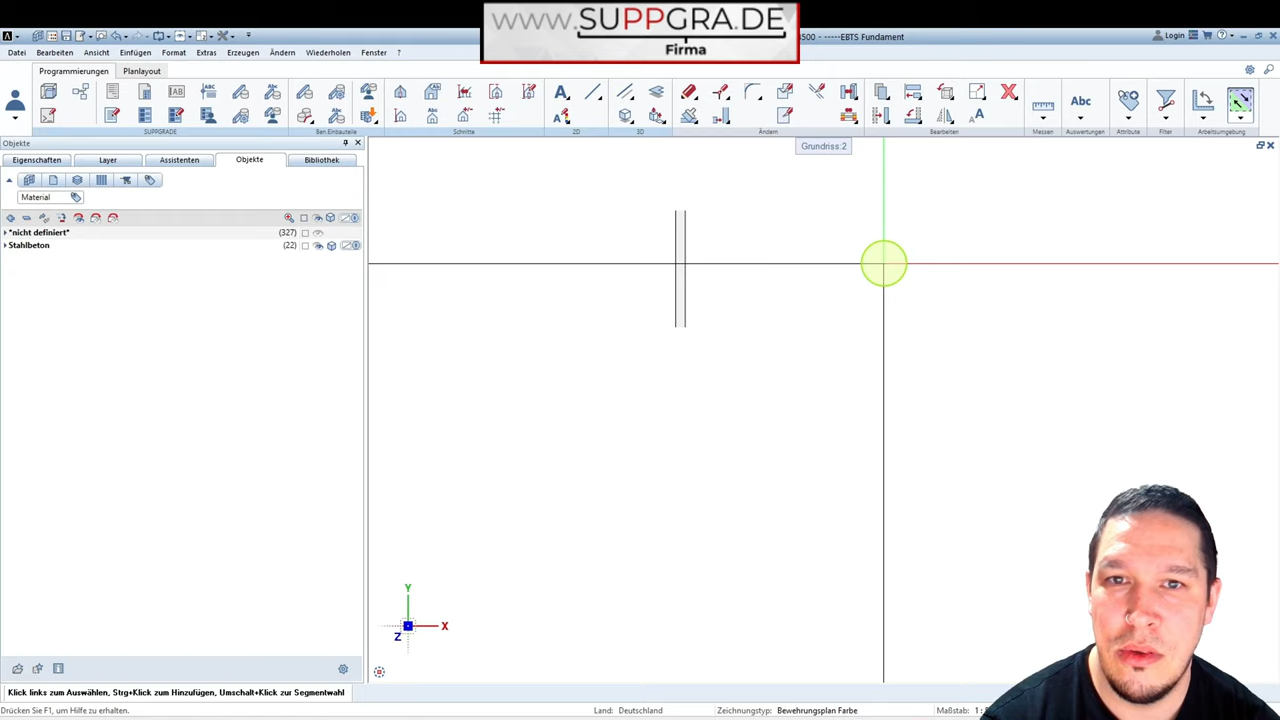 www.SUPPGRA.DE
Firma
500 - -----EBTS Fundament
Login
Datei Bearbeiten Ansicht Einfügen Format Extras Erzeugen Ändern Wiederholen Fenster ?
Programmierungen Planlayout
Abc
SUPPGRADE Ben.Einbauteile Schnitte 2D 3D Ändern Bearbeiten Messen Auswertungen Attribute Filter Arbeitsumgebung
Objekte
Grundriss:2
Eigenschaften Layer Assistenten Objekte Bibliothek
Material
*nicht definiert* (327)
Stahlbeton (22)
Y
X
Z
Klick links zum Auswählen, Strg+Klick zum Hinzufügen, Umschalt+Klick zur Segmentwahl
Drücken Sie F1, um Hilfe zu erhalten. Land: Deutschland Zeichnungstyp: Bewehrungsplan Farbe Maßstab: 1 :